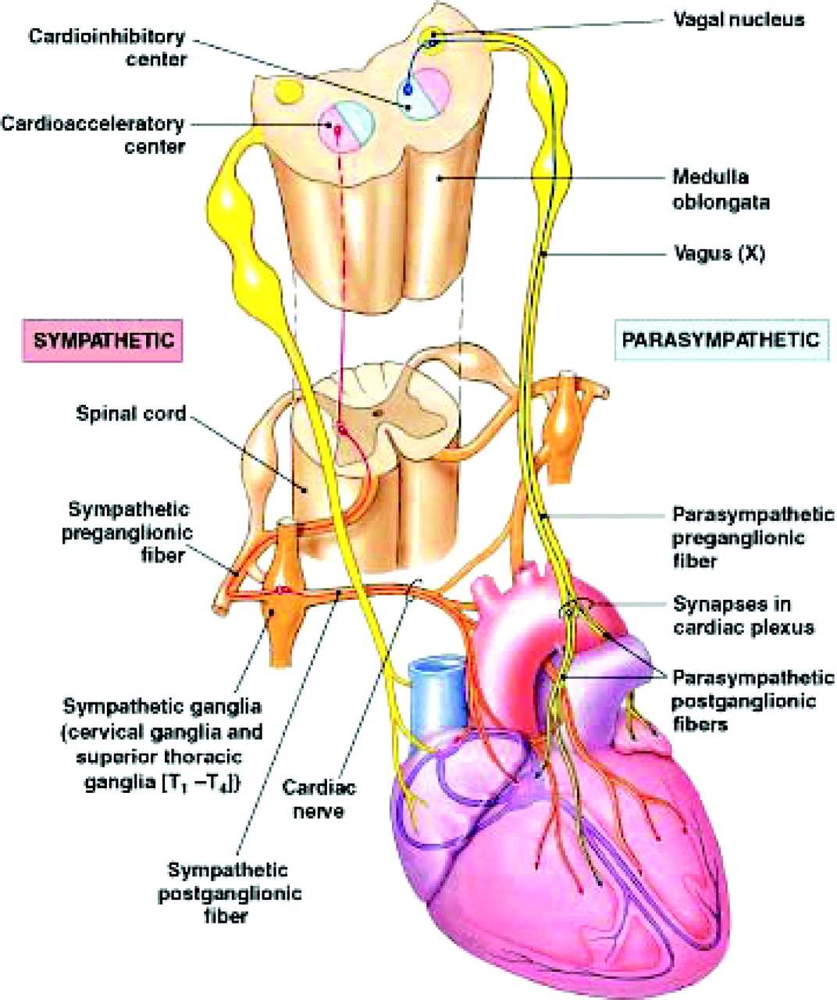 Cardioinhibitory
center
Vagal nucleus
Cardioacceleratory
center
Medulla
oblongata
Vagus (X)
SYMPATHETIC
PARASYMPATHETIC
Spinal cord
Sympathetic
preganglionic
fiber
Parasympathetic
preganglionic
fiber
Synapses in
cardiac plexus
Parasympathetic
postganglionic
fibers
Sympathetic ganglia
(cervical ganglia and
superior thoracic
ganglia [T₁ –T₄])
Cardiac
nerve
Sympathetic
postganglionic
fiber